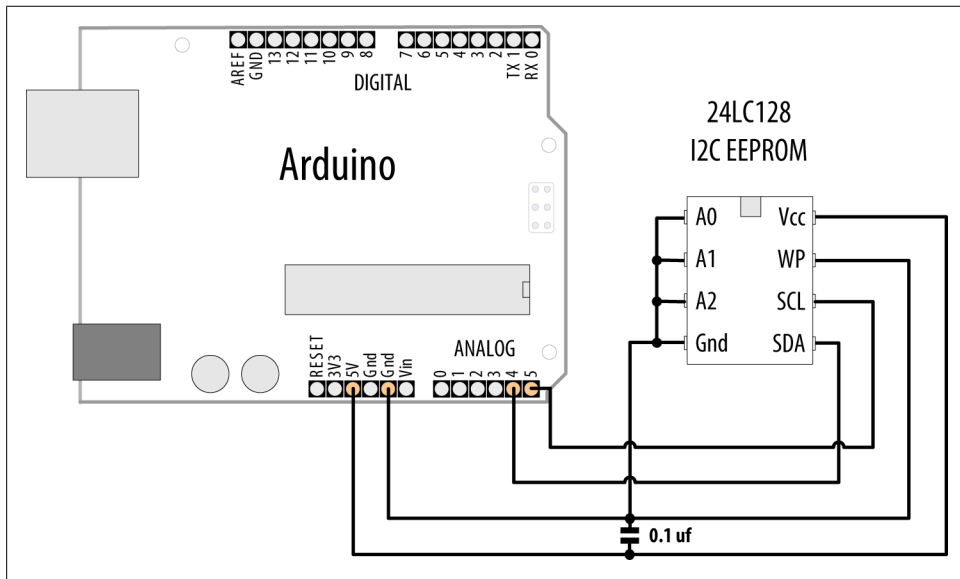 AREF GND 13 12 11 10 9 8 7 6 5 4 3 2 TX 1 RX 0
DIGITAL
Arduino
24LC128
I2C EEPROM
A0 Vcc
A1 WP
A2 SCL
Gnd SDA
ANALOG
RESET 3V3 5V Gnd Gnd Vin 0 1 2 3 4 5
0.1 uf